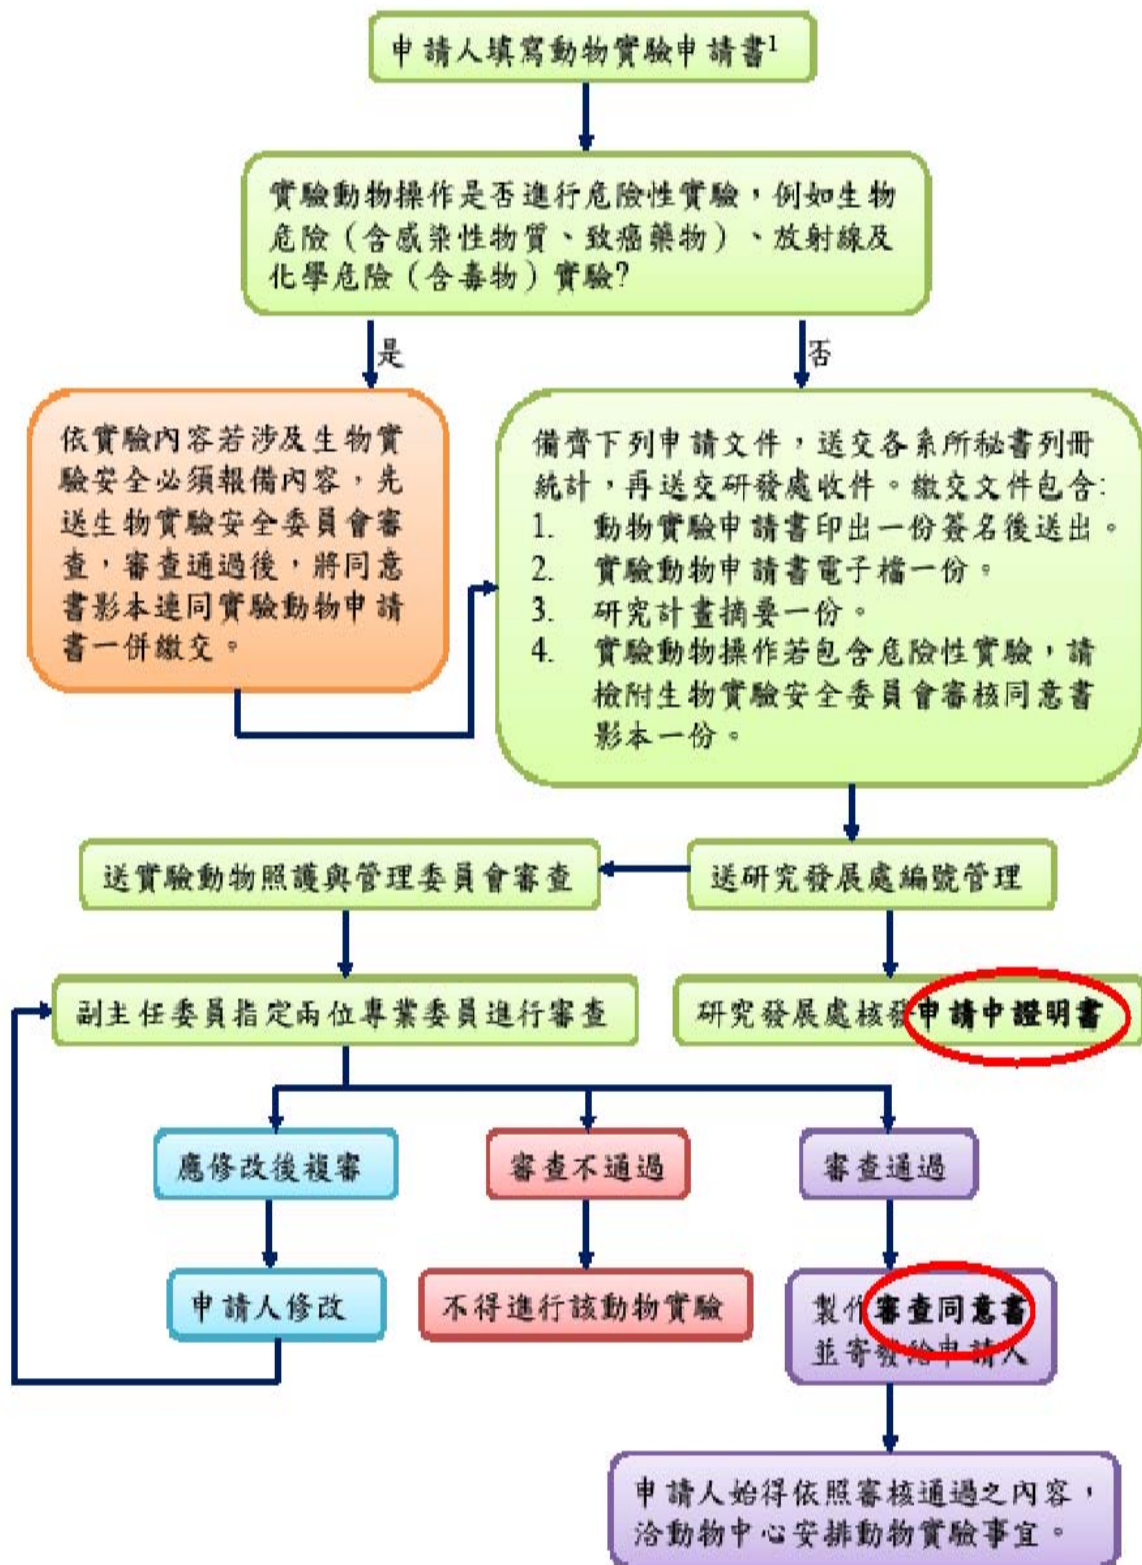 申請人填寫動物實驗申請書1
實驗動物操作是否進行危險性實驗，例如生物
危險（含感染性物質、致癌藥物）、放射線及
化學危險（含毒物）實驗?
是
否
依實驗內容若涉及生物實
驗安全必須報備內容，先
送生物實驗安全委員會審
查，審查通過後，將同意
書影本連同實驗動物申請
書一併繳交。
備齊下列申請文件，送交各系所秘書列冊
統計，再送交研發處收件。繳交文件包含:
1. 動物實驗申請書印出一份簽名後送出。
2. 實驗動物申請書電子檔一份。
3. 研究計畫摘要一份。
4. 實驗動物操作若包含危險性實驗，請
檢附生物實驗安全委員會審核同意書
影本一份。
送實驗動物照護與管理委員會審查
送研究發展處編號管理
副主任委員指定兩位專業委員進行審查
研究發展處核發申請中證明書
應修改後複審
審查不通過
審查通過
申請人修改
不得進行該動物實驗
製作審查同意書
並寄發給申請人
申請人始得依照審核通過之內容，
洽動物中心安排動物實驗事宜。